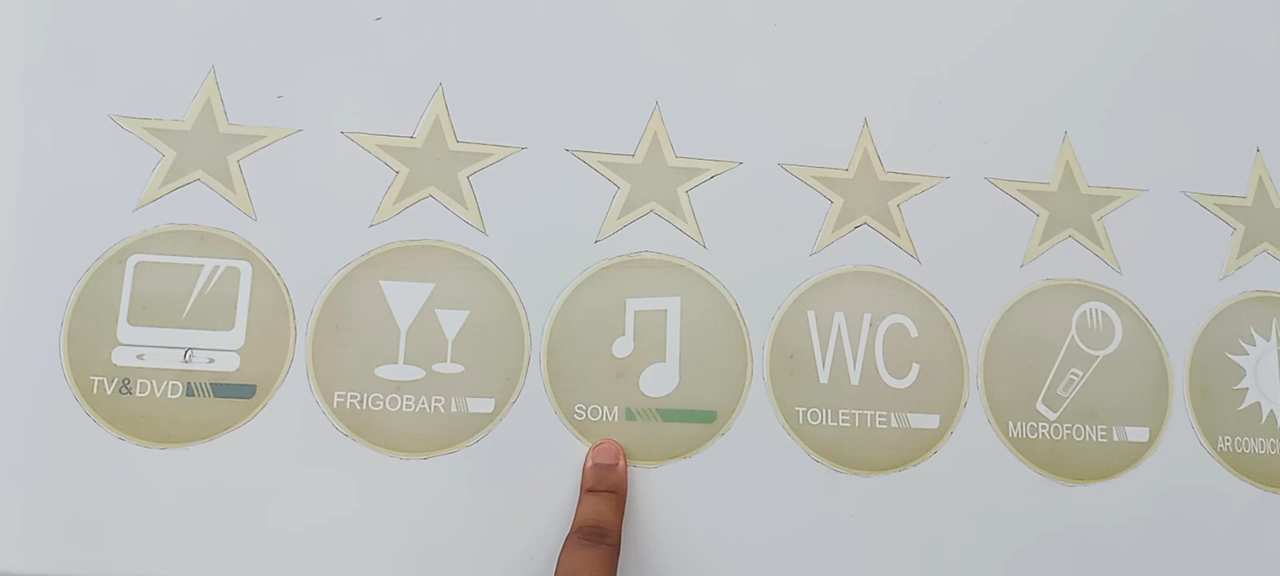 TV&DVD
FRIGOBAR
SOM
WC
TOILETTE
MICROFONE
AR CONDICI